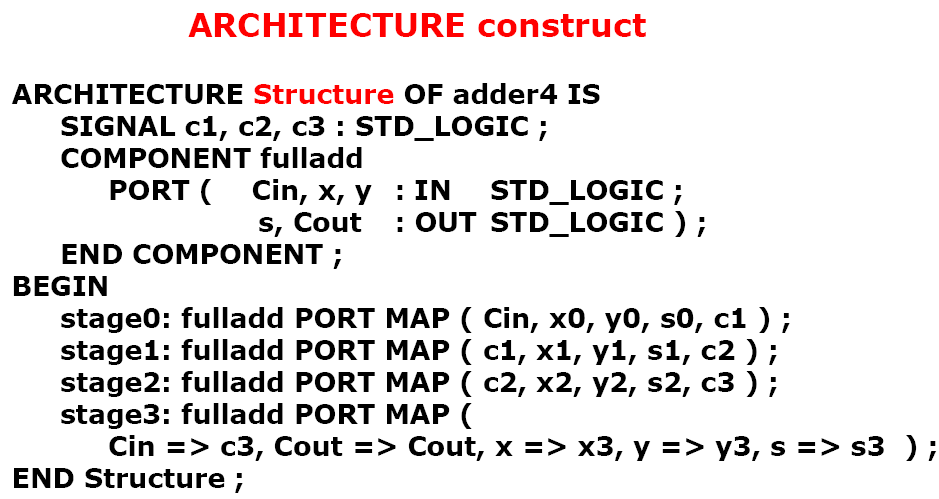 ARCHITECTURE construct
ARCHITECTURE Structure OF adder4 IS
SIGNAL c1, c2, c3 : STD_LOGIC ;
COMPONENT fulladd
PORT ( Cin, x, y : IN STD_LOGIC ;
s, Cout : OUT STD_LOGIC ) ;
END COMPONENT ;
BEGIN
stage0: fulladd PORT MAP ( Cin, x0, y0, s0, c1 ) ;
stage1: fulladd PORT MAP ( c1, x1, y1, s1, c2 ) ;
stage2: fulladd PORT MAP ( c2, x2, y2, s2, c3 ) ;
stage3: fulladd PORT MAP (
Cin => c3, Cout => Cout, x => x3, y => y3, s => s3 ) ;
END Structure ;